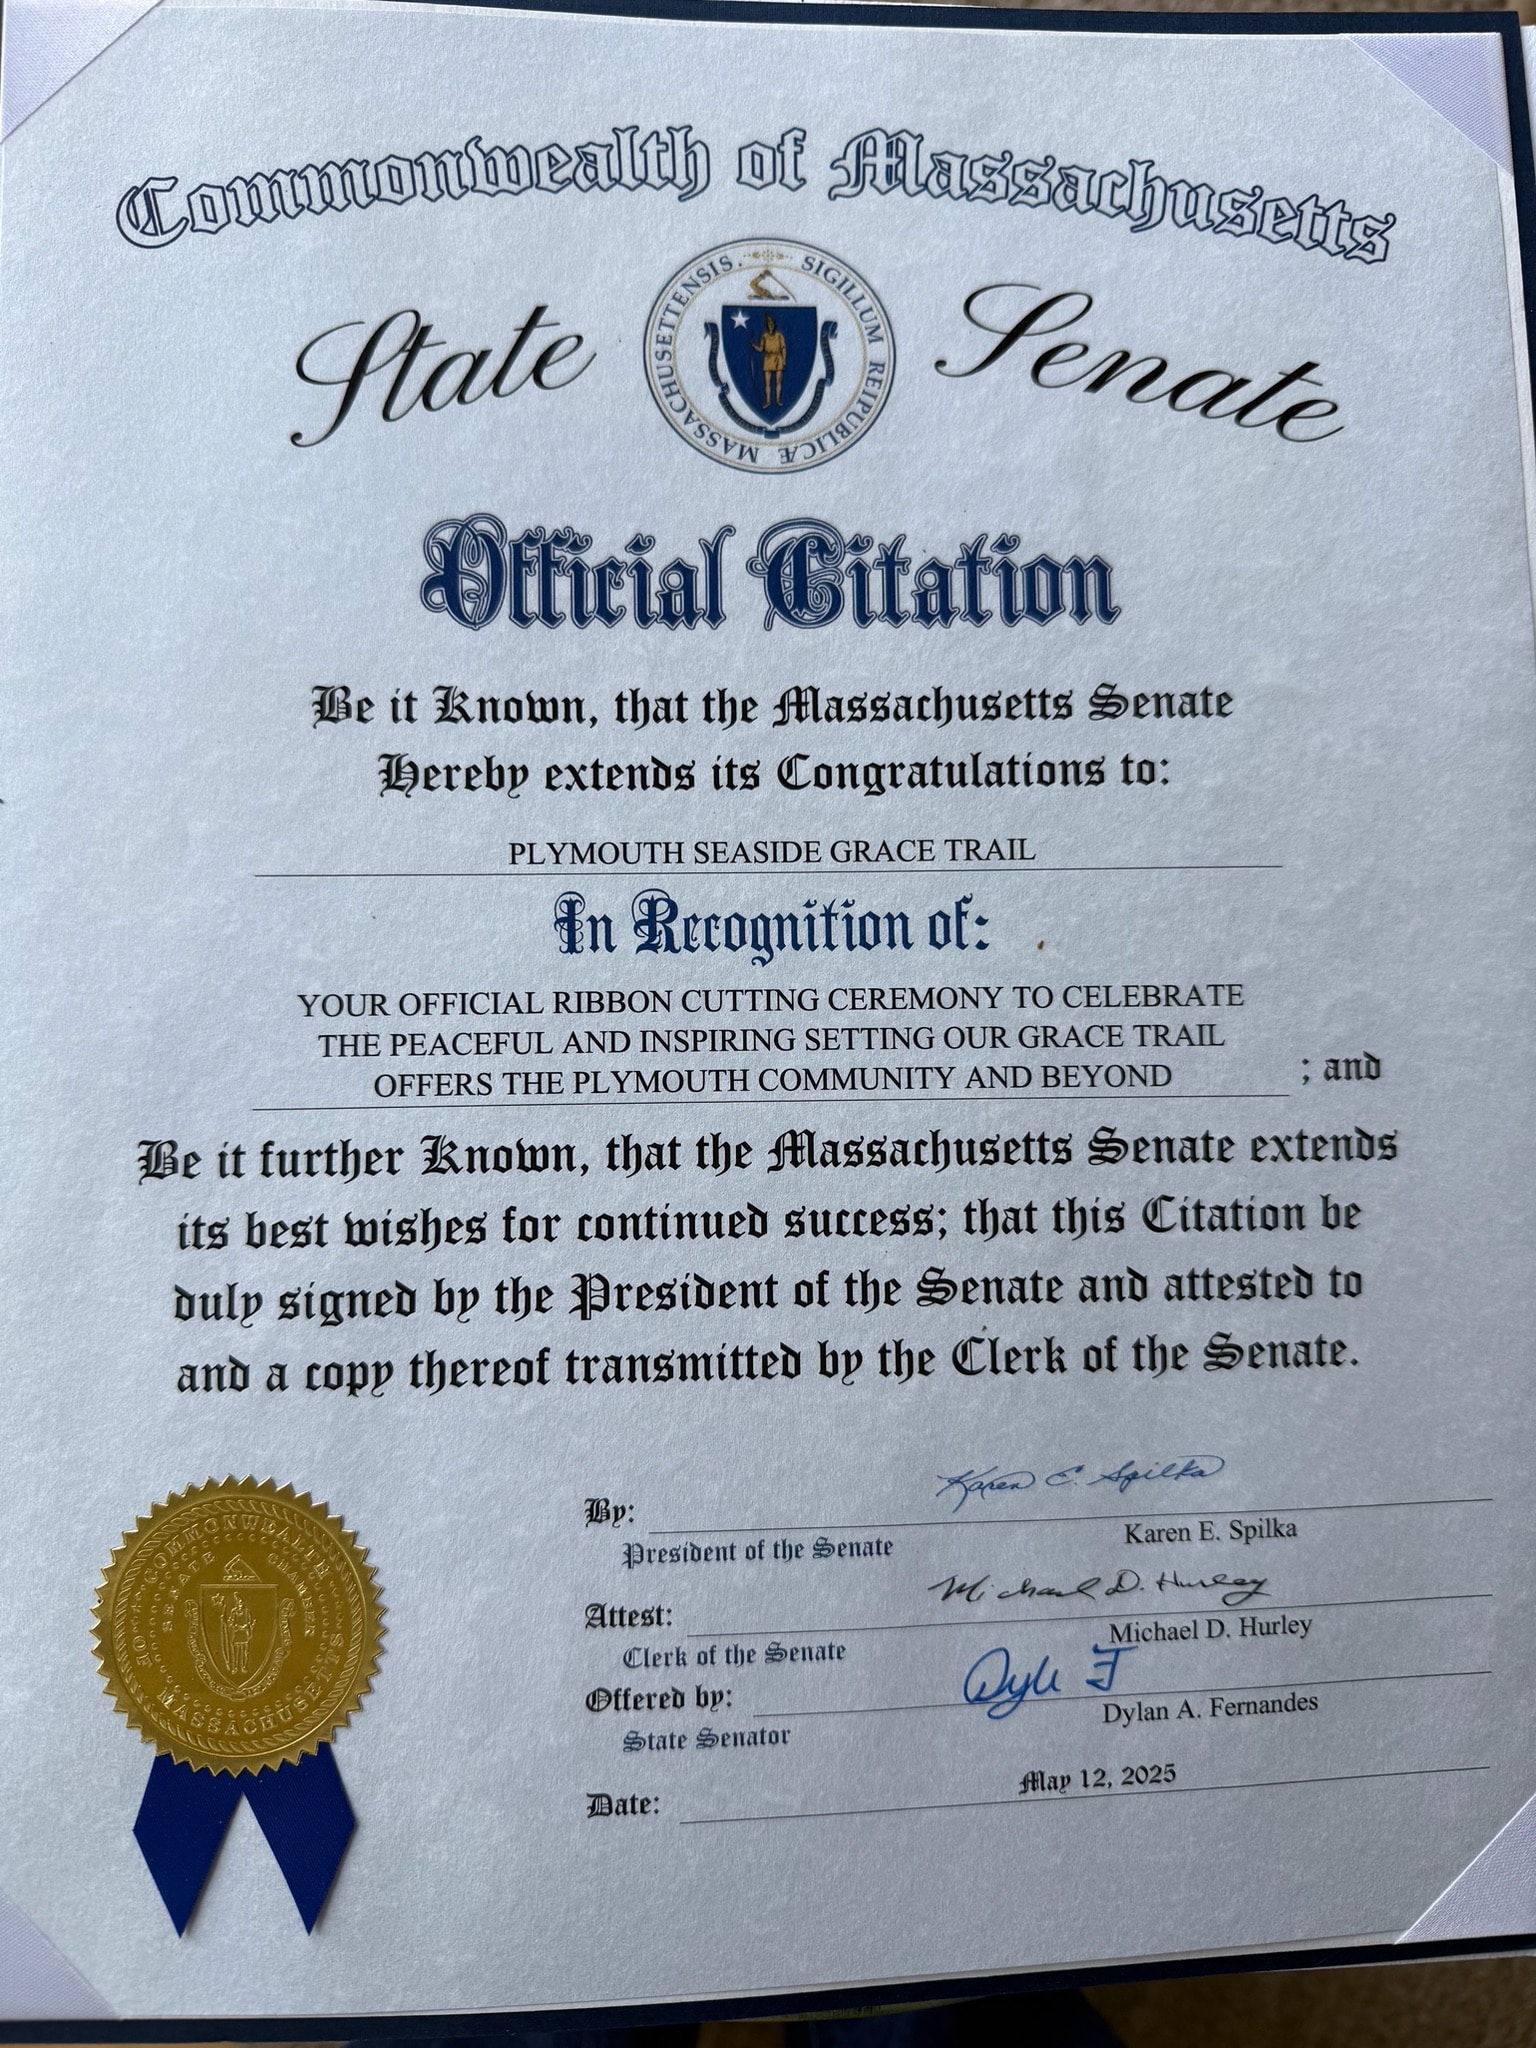 Commonwealth of Massachusetts
State Senate
SIGILLUM REIPUBLICÆ MASSACHUSETTENSIS.
Official Citation
Be it Known, that the Massachusetts Senate
Hereby extends its Congratulations to:
PLYMOUTH SEASIDE GRACE TRAIL
In Recognition of:
YOUR OFFICIAL RIBBON CUTTING CEREMONY TO CELEBRATE
THE PEACEFUL AND INSPIRING SETTING OUR GRACE TRAIL
OFFERS THE PLYMOUTH COMMUNITY AND BEYOND ; and
Be it further Known, that the Massachusetts Senate extends
its best wishes for continued success; that this Citation be
duly signed by the President of the Senate and attested to
and a copy thereof transmitted by the Clerk of the Senate.
COMMONWEALTH OF MASSACHUSETTS
SENATE CHAMBER
By: Karen E. Spilka
President of the Senate Karen E. Spilka
Attest: Michael D. Hurley
Clerk of the Senate Michael D. Hurley
Offered by: Dyl F
State Senator Dylan A. Fernandes
Date: May 12, 2025